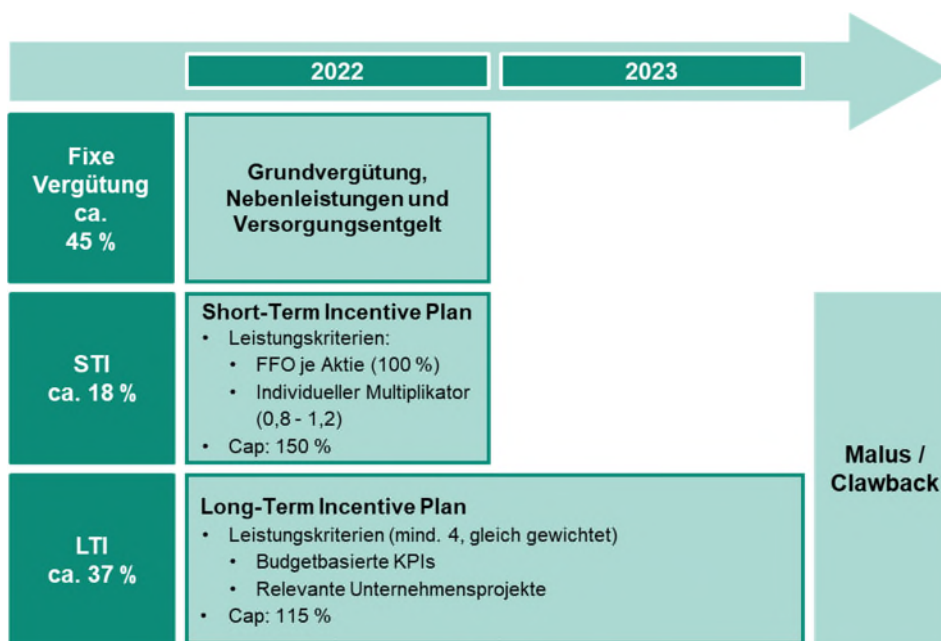 2022
2023
Fixe
Vergütung
ca.
45 %
Grundvergütung,
Nebenleistungen und
Versorgungsentgelt
STI
ca. 18 %
Short-Term Incentive Plan
• Leistungskriterien:
• FFO je Aktie (100 %)
• Individueller Multiplikator
(0,8 - 1,2)
• Cap: 150 %
LTI
ca. 37 %
Long-Term Incentive Plan
• Leistungskriterien (mind. 4, gleich gewichtet)
• Budgetbasierte KPIs
• Relevante Unternehmensprojekte
• Cap: 115 %
Malus /
Clawback